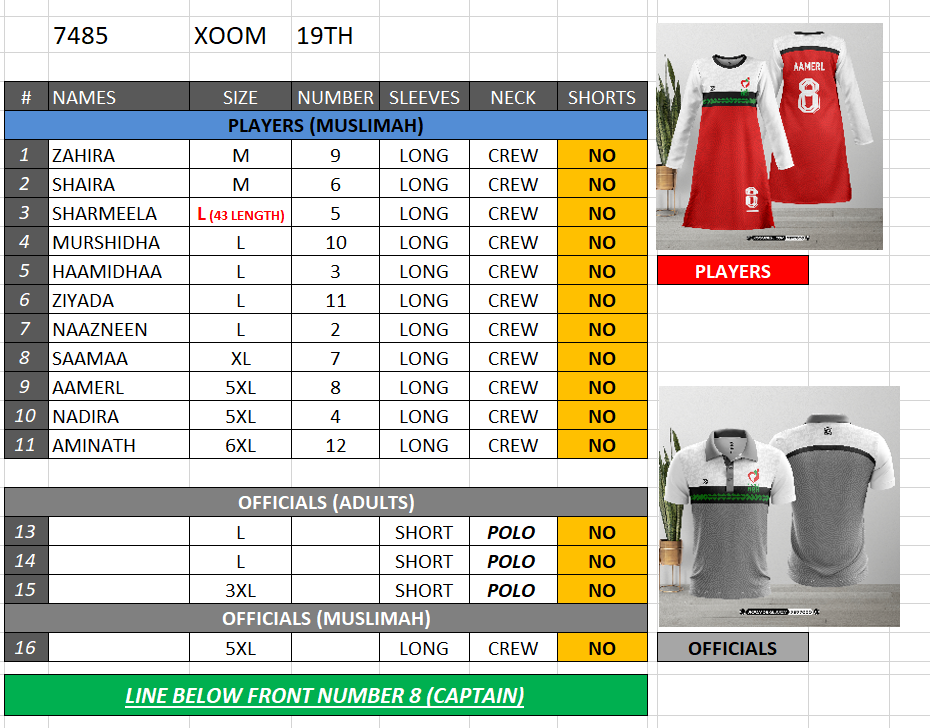 7485 XOOM 19TH
# NAMES SIZE NUMBER SLEEVES NECK SHORTS
PLAYERS (MUSLIMAH)
1 ZAHIRA M 9 LONG CREW NO
2 SHAIRA M 6 LONG CREW NO
3 SHARMEELA L (43 LENGTH) 5 LONG CREW NO
4 MURSHIDHA L 10 LONG CREW NO
5 HAAMIDHAA L 3 LONG CREW NO
6 ZIYADA L 11 LONG CREW NO
7 NAAZNEEN L 2 LONG CREW NO
8 SAAMAA XL 7 LONG CREW NO
9 AAMERL 5XL 8 LONG CREW NO
10 NADIRA 5XL 4 LONG CREW NO
11 AMINATH 6XL 12 LONG CREW NO
OFFICIALS (ADULTS)
13 L SHORT POLO NO
14 L SHORT POLO NO
15 3XL SHORT POLO NO
OFFICIALS (MUSLIMAH)
16 5XL LONG CREW NO
LINE BELOW FRONT NUMBER 8 (CAPTAIN)
AAMERL
8
8
PLAYERS
OFFICIALS